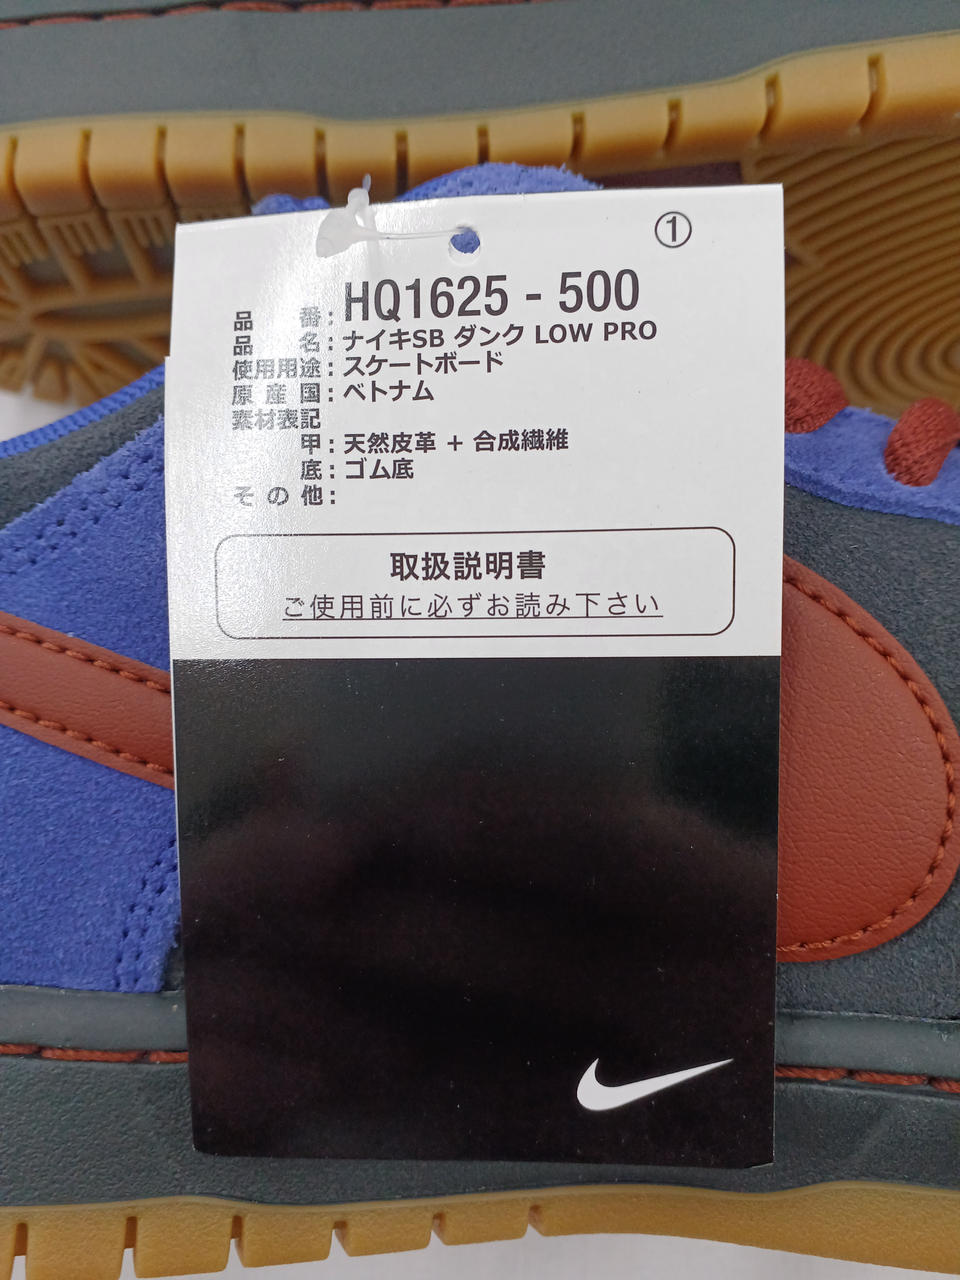 ①
品番: HQ1625 - 500
品名: ナイキSB ダンク LOW PRO
使用用途: スケートボード
原産国: ベトナム
素材表記
甲: 天然皮革 + 合成繊維
底: ゴム底
その他:
取扱説明書
ご使用前に必ずお読み下さい